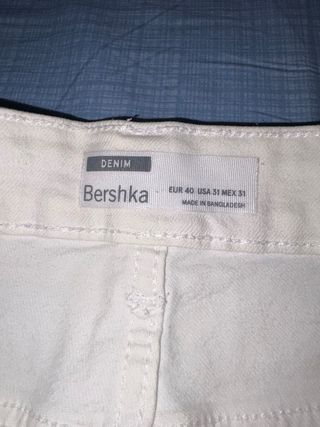 DENIM
Bershka
EUR 40 USA 31 MEX 31
MADE IN BANGLADESH